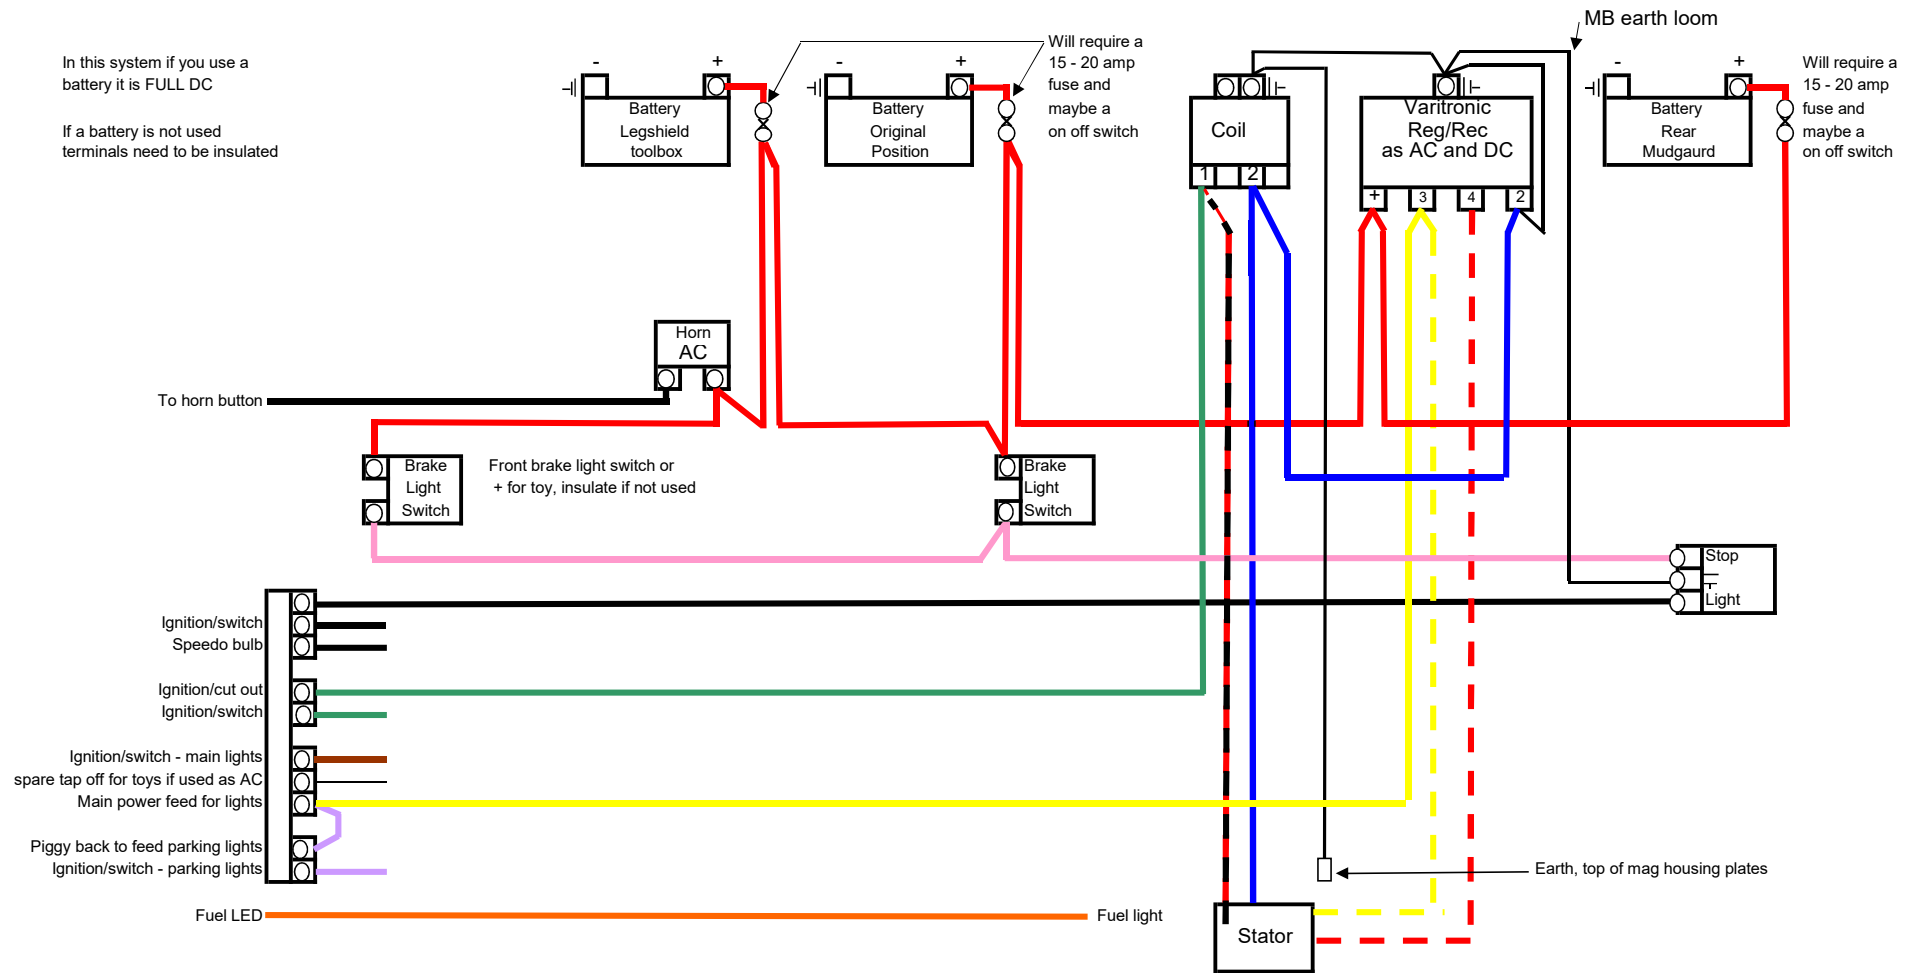 MB earth loom
In this system if you use a
battery it is FULL DC
If a battery is not used
terminals need to be insulated
- +
Battery
Legshield
toolbox
- +
Battery
Original
Position
Will require a
15 - 20 amp
fuse and
maybe a
on off switch
Coil
1 2
Varitronic
Reg/Rec
as AC and DC
+ 3 4 2
- +
Battery
Rear
Mudgaurd
Will require a
15 - 20 amp
fuse and
maybe a
on off switch
Horn
AC
To horn button
Brake
Light
Switch
Front brake light switch or
+ for toy, insulate if not used
Brake
Light
Switch
Stop
Light
Ignition/switch
Speedo bulb
Ignition/cut out
Ignition/switch
Ignition/switch - main lights
spare tap off for toys if used as AC
Main power feed for lights
Piggy back to feed parking lights
Ignition/switch - parking lights
Earth, top of mag housing plates
Fuel LED
Fuel light
Stator